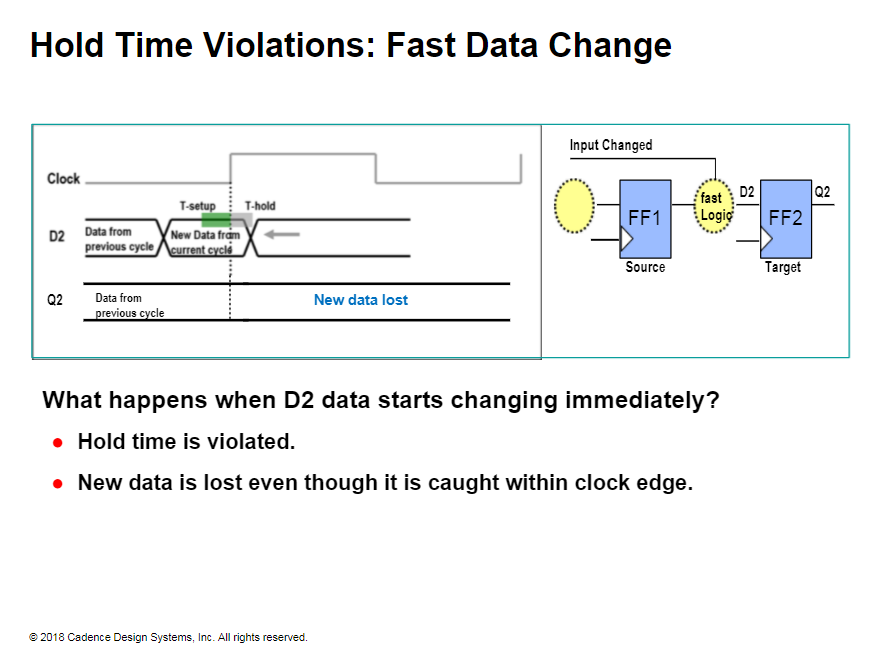 Hold Time Violations: Fast Data Change
Clock
T-setup
T-hold
D2
Data from
previous cycle
New Data from
current cycle
Q2
Data from
previous cycle
New data lost
Input Changed
FF1
Source
fast
Logic
D2
FF2
Q2
Target
What happens when D2 data starts changing immediately?
● Hold time is violated.
● New data is lost even though it is caught within clock edge.
© 2018 Cadence Design Systems, Inc. All rights reserved.